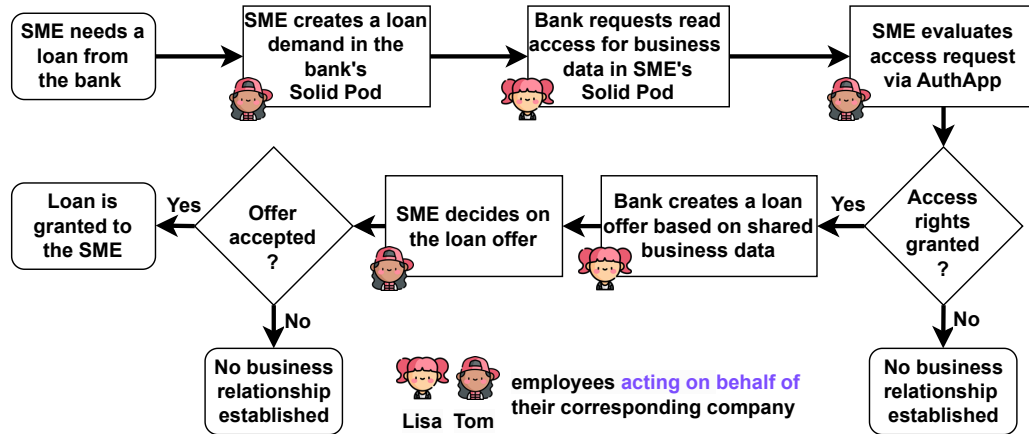 SME needs a
loan from
the bank
SME creates a loan
demand in the
bank's
Solid Pod
Bank requests read
access for business
data in SME's
Solid Pod
SME evaluates
access request
via AuthApp
Loan is
granted to
the SME
Yes
Offer
accepted
?
SME decides on
the loan offer
Bank creates a loan
offer based on shared
business data
Yes
Access
rights
granted
?
No
No
No business
relationship
established
Lisa Tom
employees acting on behalf of
their corresponding company
No business
relationship
established